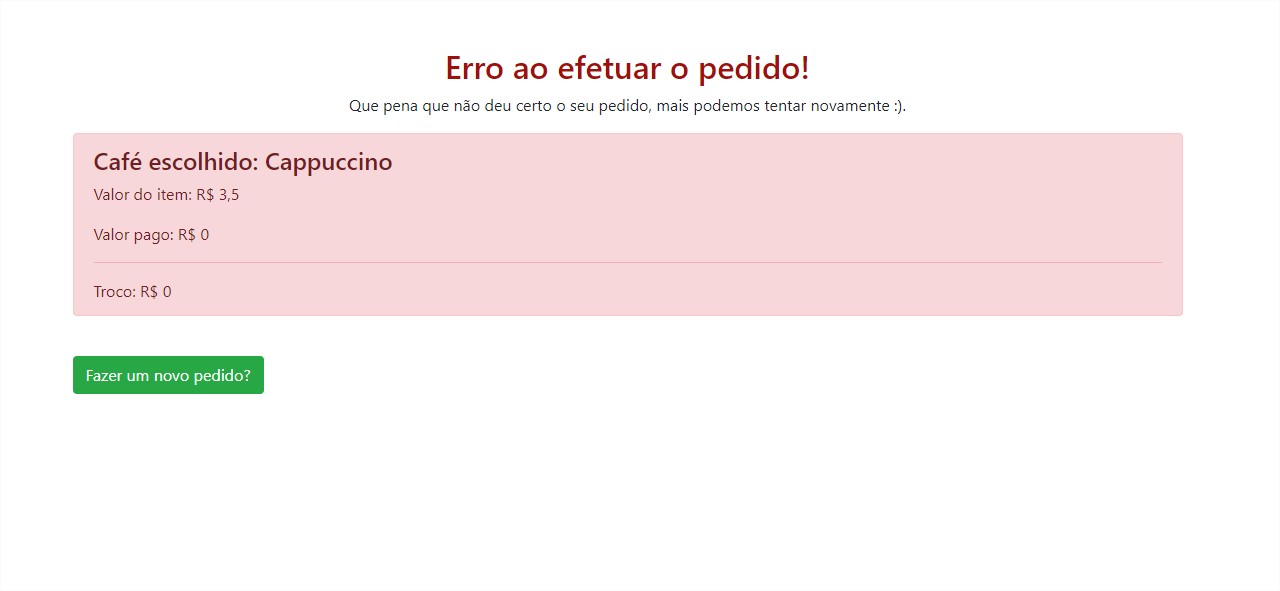 Erro ao efetuar o pedido!
Que pena que não deu certo o seu pedido, mais podemos tentar novamente :).
Café escolhido: Cappuccino
Valor do item: R$ 3,5
Valor pago: R$ 0
Troco: R$ 0
Fazer um novo pedido?